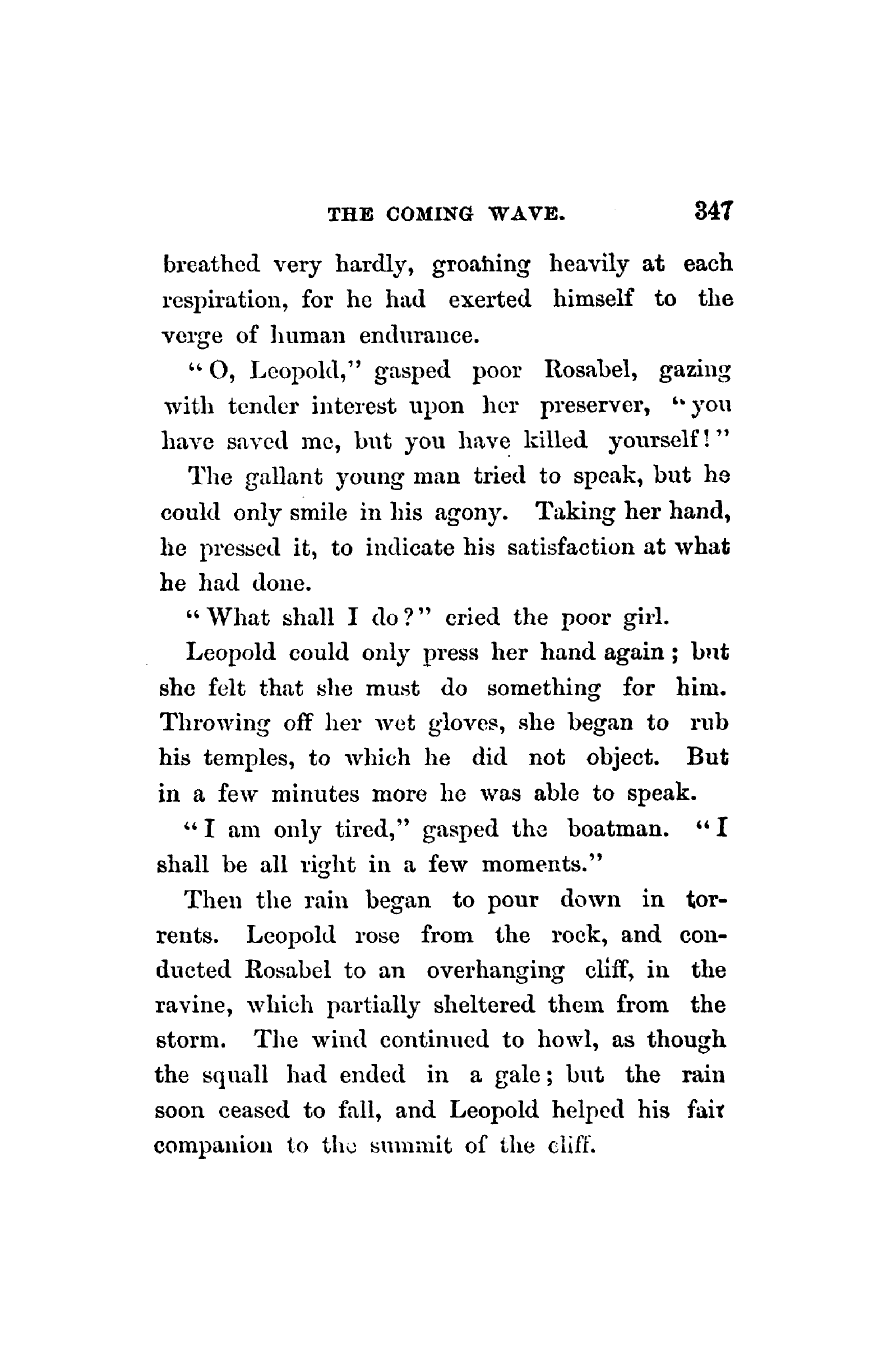 THE COMING WAVE. 347
breathed very hardly, groaning heavily at each
respiration, for he had exerted himself to the
verge of human endurance.
“O, Leopold,” gasped poor Rosabel, gazing
with tender interest upon her preserver, “you
have saved me, but you have killed yourself!”
The gallant young man tried to speak, but he
could only smile in his agony. Taking her hand,
he pressed it, to indicate his satisfaction at what
he had done.
“What shall I do?” cried the poor girl.
Leopold could only press her hand again; but
she felt that she must do something for him.
Throwing off her wet gloves, she began to rub
his temples, to which he did not object. But
in a few minutes more he was able to speak.
“I am only tired,” gasped the boatman. “I
shall be all right in a few moments.”
Then the rain began to pour down in tor-
rents. Leopold rose from the rock, and con-
ducted Rosabel to an overhanging cliff, in the
ravine, which partially sheltered them from the
storm. The wind continued to howl, as though
the squall had ended in a gale; but the rain
soon ceased to fall, and Leopold helped his fair
companion to the summit of the cliff.